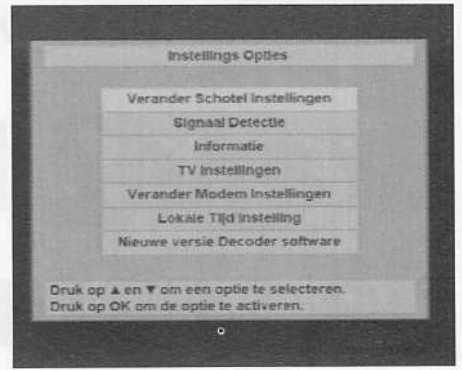 Instellings Opties
Verander Schotel Instellingen
Signaal Detectie
Informatie
TV Instellingen
Verander Modem Instellingen
Lokale Tijd Instelling
Nieuwe versie Decoder software
Druk op ▲ en ▼ om een optie te selecteren.
Druk op OK om de optie te activeren.